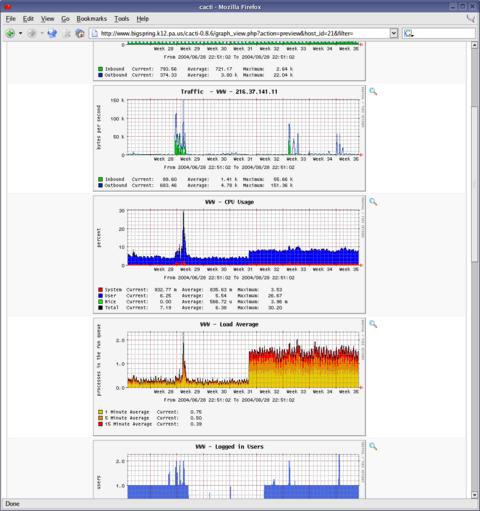 cacti - Mozilla Firefox
File Edit View Go Bookmarks Tools Help
http://www.bigspring.k12.pa.us/cacti-0.8.6/graph_view.php?action=preview&host_id=21&filter=
0
Week 28 Week 29 Week 30 Week 31 Week 32 Week 33 Week 34 Week 35
From 2004/06/28 22:51:02 To 2004/08/28 22:51:02
Inbound Current: 793.56 Average: 721.17 Maximum: 2.64 k
Outbound Current: 374.33 Average: 3.80 k Maximum: 22.04 k
Traffic - WWW - 216.37.141.11
bytes per second
150 k
100 k
50 k
0
Week 28 Week 29 Week 30 Week 31 Week 32 Week 33 Week 34 Week 35
From 2004/06/28 22:51:02 To 2004/08/28 22:51:02
Inbound Current: 89.60 Average: 1.41 k Maximum: 55.66 k
Outbound Current: 683.46 Average: 4.78 k Maximum: 151.36 k
WWW - CPU Usage
percent
30
20
10
0
Week 28 Week 29 Week 30 Week 31 Week 32 Week 33 Week 34 Week 35
From 2004/06/28 22:51:02 To 2004/08/28 22:51:02
System Current: 932.77 m Average: 835.63 m Maximum: 3.53
User Current: 6.25 Average: 5.54 Maximum: 26.67
Nice Current: 0.00 Average: 566.72 u Maximum: 3.96 m
Total Current: 7.19 Average: 6.38 Maximum: 30.20
WWW - Load Average
processes in the run queue
2.0
1.0
0.0
Week 28 Week 29 Week 30 Week 31 Week 32 Week 33 Week 34 Week 35
From 2004/06/28 22:51:02 To 2004/08/28 22:51:02
1 Minute Average Current: 0.75
5 Minute Average Current: 0.50
15 Minute Average Current: 0.39
WWW - Logged in Users
users
2.0
1.0
Done